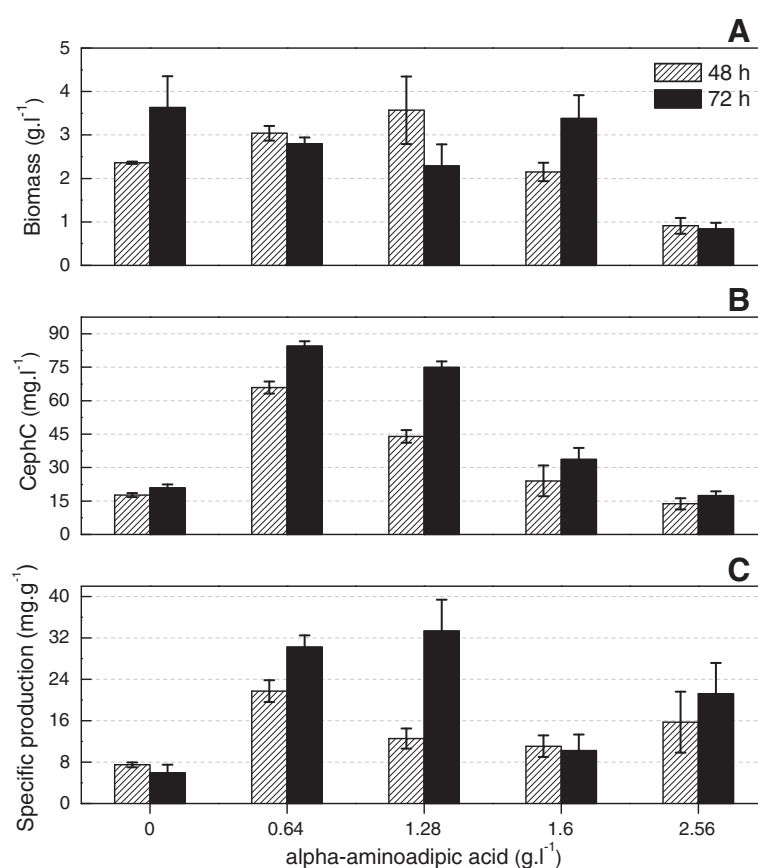 A
48 h
72 h
Biomass (g.l⁻¹)
5
4
3
2
1
0
B
CephC (mg.l⁻¹)
90
75
60
45
30
15
0
C
Specific production (mg.g⁻¹)
40
32
24
16
8
0
0 0.64 1.28 1.6 2.56
alpha-aminoadipic acid (g.l⁻¹)